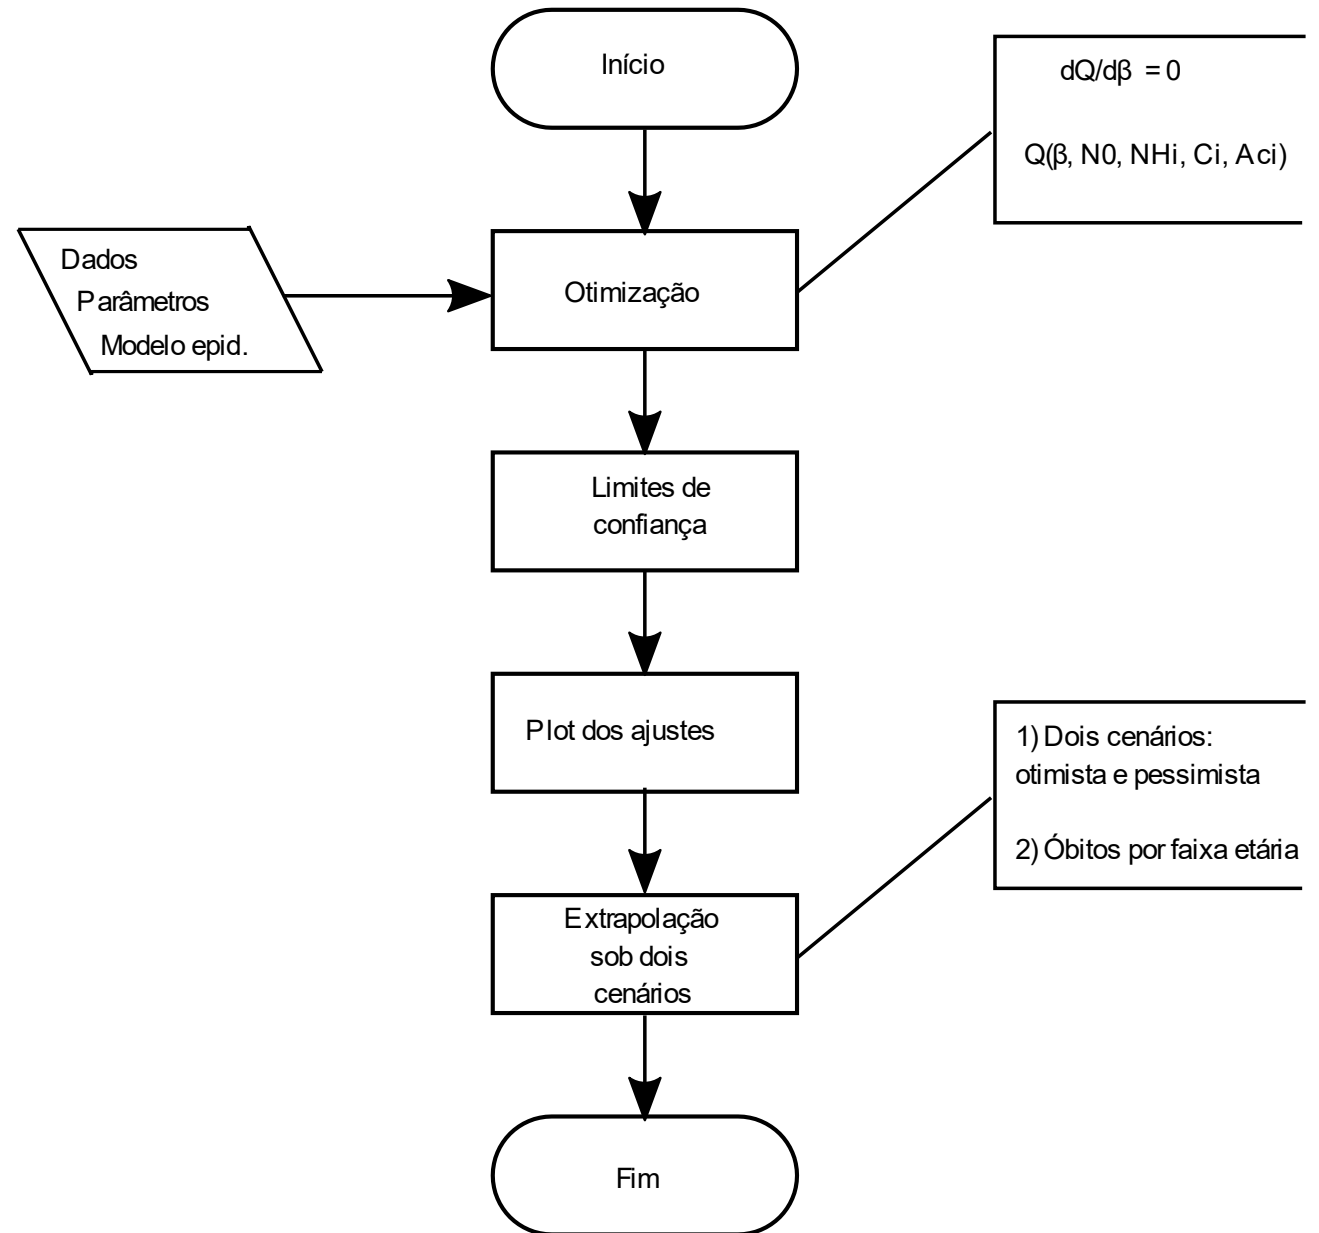 Início
dQ/dβ = 0
Q(β, N0, NHi, Ci, Aci)
Dados
Parâmetros
Modelo epid.
Otimização
Limites de
confiança
Plot dos ajustes
1) Dois cenários:
otimista e pessimista
2) Óbitos por faixa etária
Extrapolação
sob dois
cenários
Fim